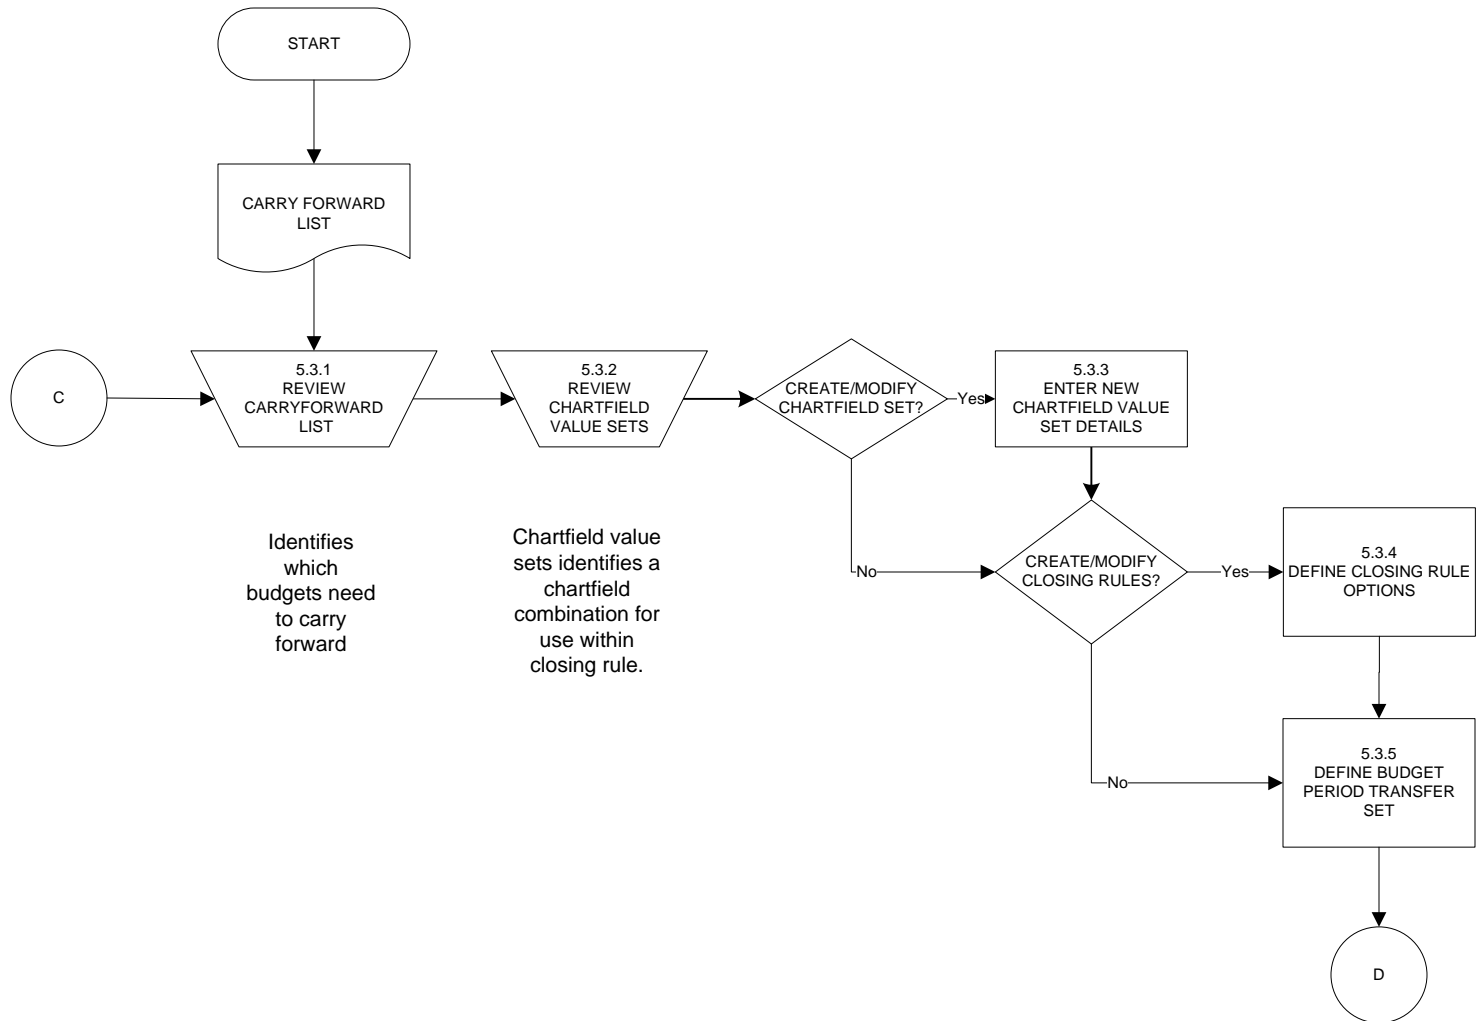 START
CARRY FORWARD
LIST
C
5.3.1
REVIEW
CARRYFORWARD
LIST
5.3.2
REVIEW
CHARTFIELD
VALUE SETS
CREATE/MODIFY
CHARTFIELD SET?
Yes
5.3.3
ENTER NEW
CHARTFIELD VALUE
SET DETAILS
Identifies
which
budgets need
to carry
forward
Chartfield value
sets identifies a
chartfield
combination for
use within
closing rule.
No
CREATE/MODIFY
CLOSING RULES?
Yes
5.3.4
DEFINE CLOSING RULE
OPTIONS
No
5.3.5
DEFINE BUDGET
PERIOD TRANSFER
SET
D